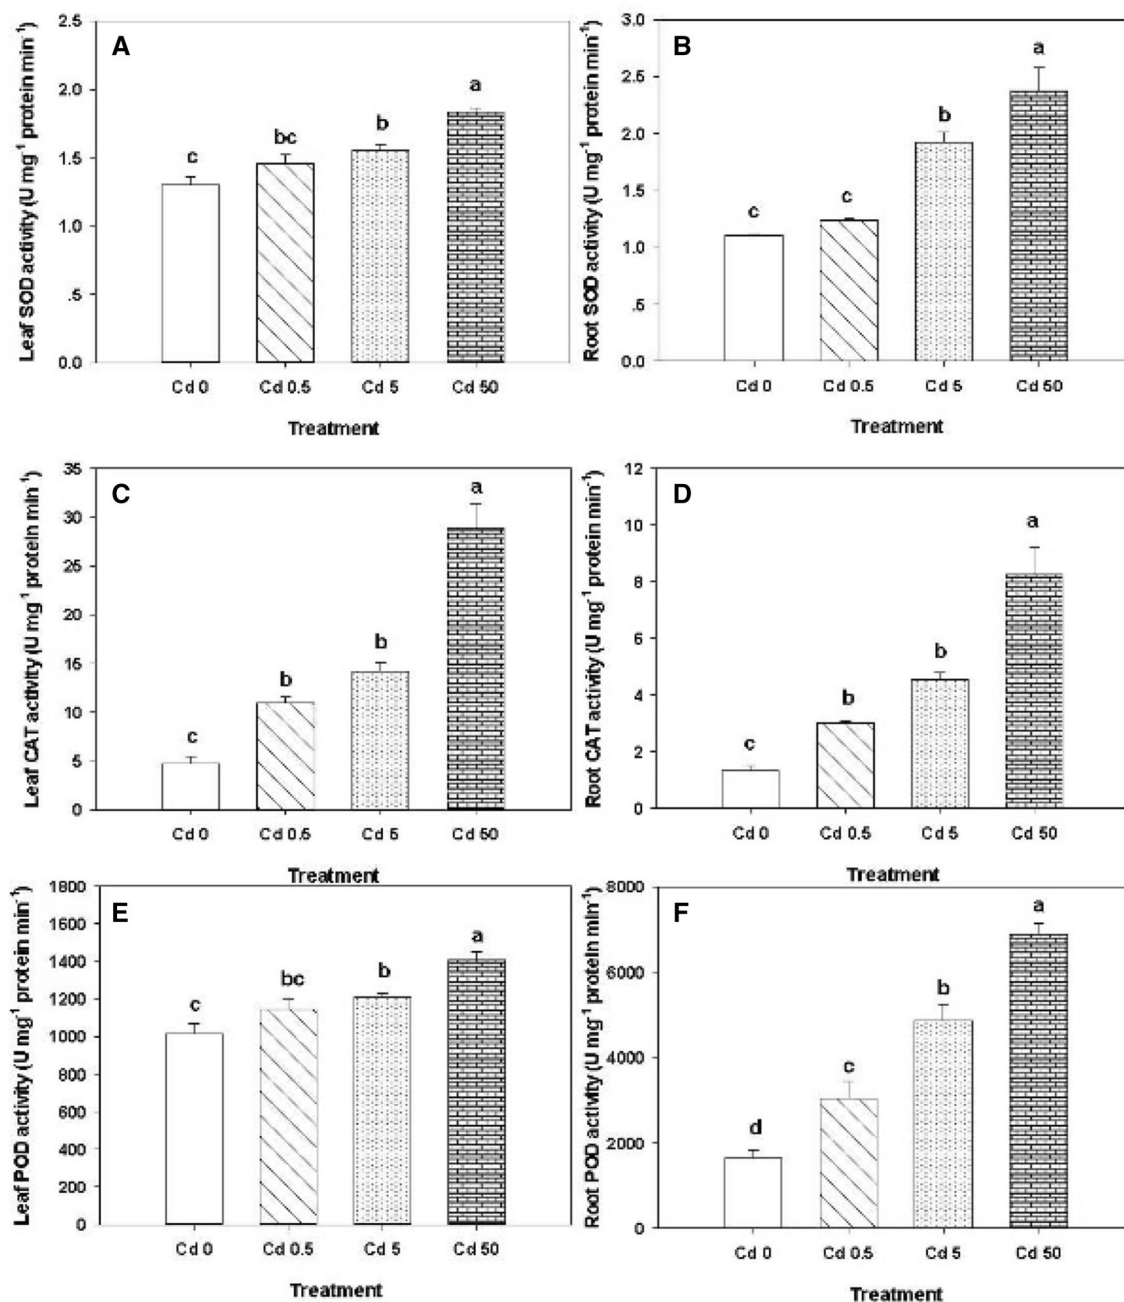 A
Leaf SOD activity (U mg⁻¹ protein min⁻¹)
2.5
2.0
1.5
1.0
.5
0.0
c
bc
b
a
Cd 0 Cd 0.5 Cd 5 Cd 50
Treatment
B
Root SOD activity (U mg⁻¹ protein min⁻¹)
3.0
2.5
2.0
1.5
1.0
.5
0.0
c
c
b
a
Cd 0 Cd 0.5 Cd 5 Cd 50
Treatment
C
Leaf CAT activity (U mg⁻¹ protein min⁻¹)
35
30
25
20
15
10
5
0
c
b
b
a
Cd 0 Cd 0.5 Cd 5 Cd 50
Treatment
D
Root CAT activity (U mg⁻¹ protein min⁻¹)
12
10
8
6
4
2
0
c
b
b
a
Cd 0 Cd 0.5 Cd 5 Cd 50
Treatment
E
Leaf POD activity (U mg⁻¹ protein min⁻¹)
1800
1600
1400
1200
1000
800
600
400
200
0
c
bc
b
a
Cd 0 Cd 0.5 Cd 5 Cd 50
Treatment
F
Root POD activity (U mg⁻¹ protein min⁻¹)
8000
6000
4000
2000
0
d
c
b
a
Cd 0 Cd 0.5 Cd 5 Cd 50
Treatment